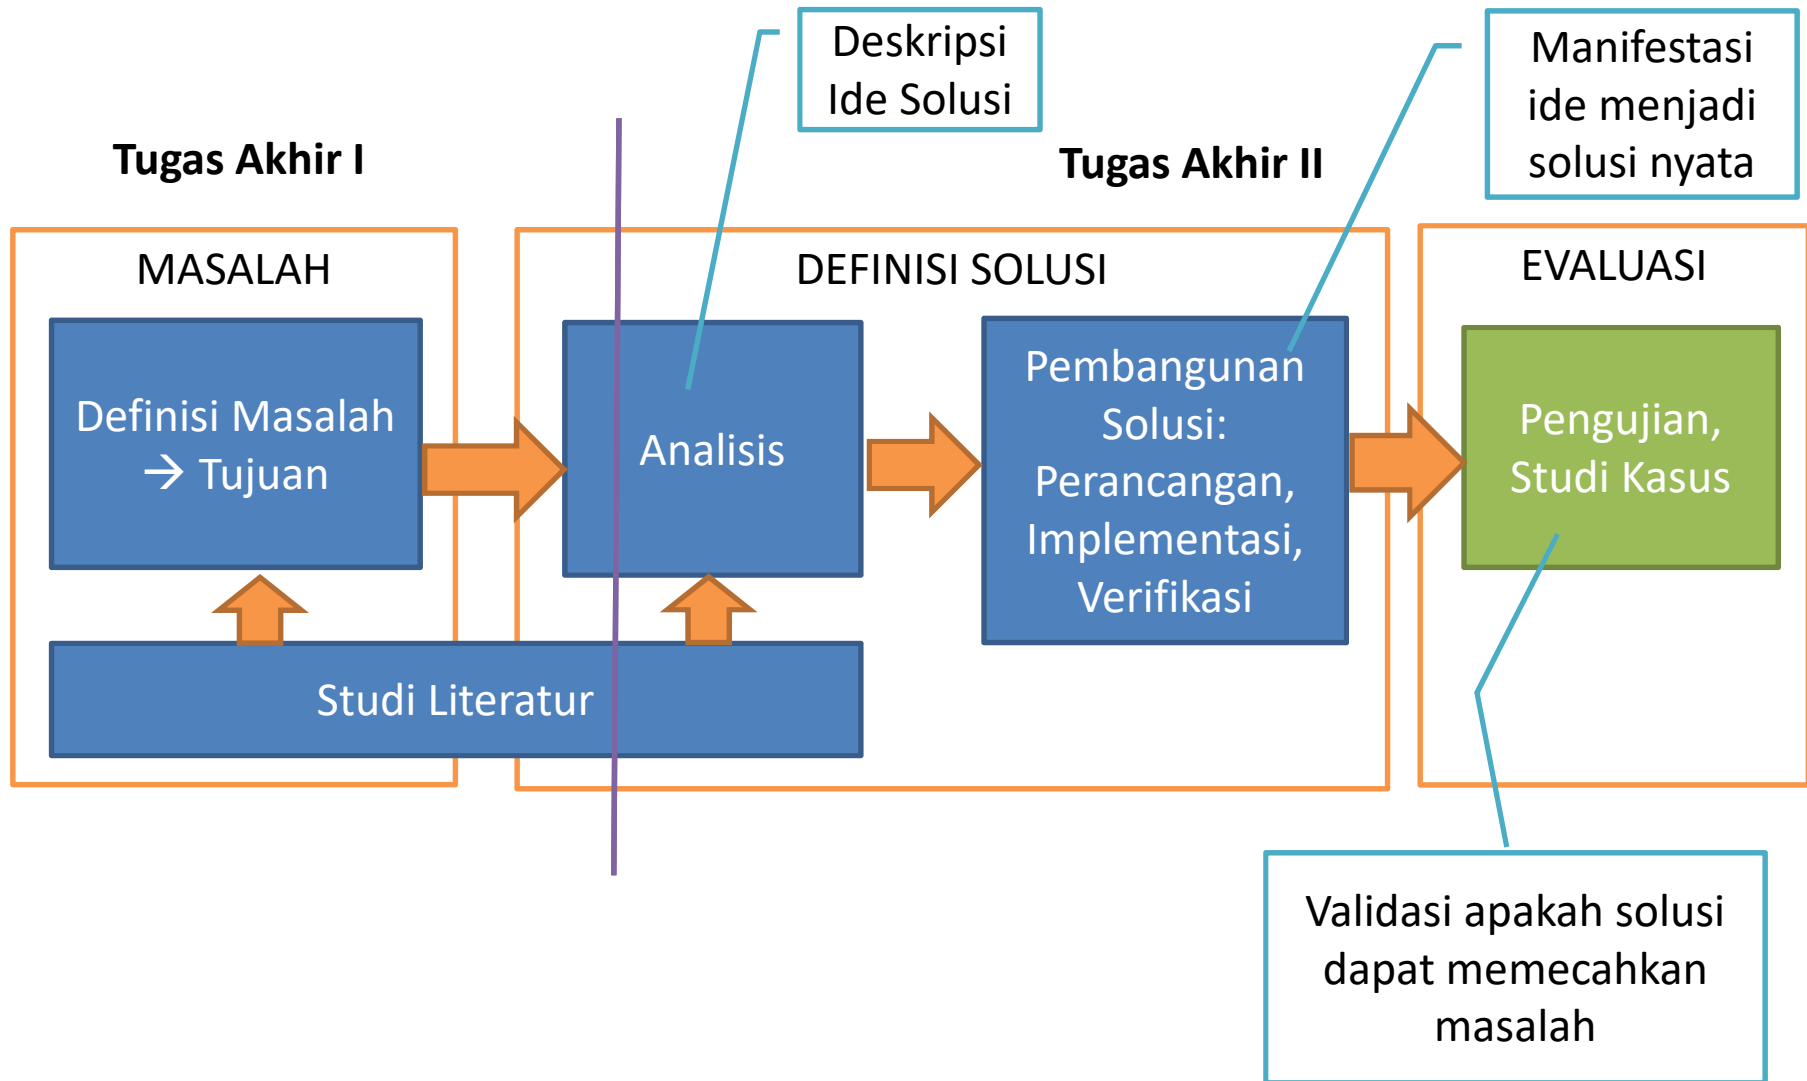 Deskripsi
Ide Solusi
Manifestasi
ide menjadi
solusi nyata
Tugas Akhir I
Tugas Akhir II
MASALAH
DEFINISI SOLUSI
EVALUASI
Definisi Masalah
→ Tujuan
Analisis
Pembangunan
Solusi:
Perancangan,
Implementasi,
Verifikasi
Pengujian,
Studi Kasus
Studi Literatur
Validasi apakah solusi
dapat memecahkan
masalah